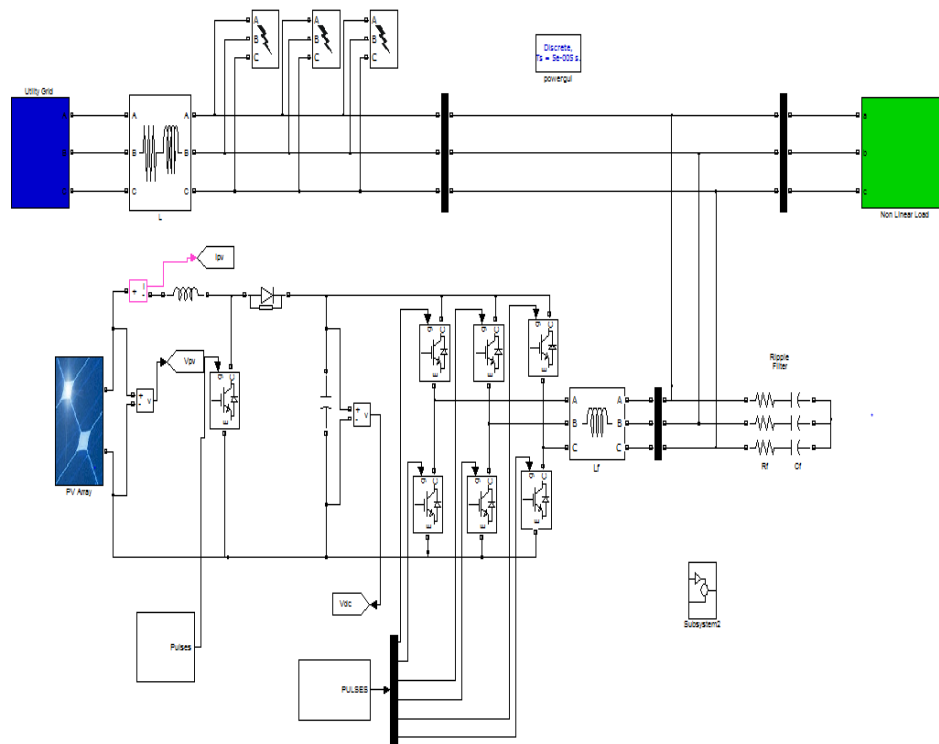 A
B
C
A
B
C
A
B
C
Discrete,
Ts = 5e-005 s.
powergui
Utility Grid
A
B
C
A
B
C
A
B
C
L
A
B
C
A
B
C
a
c
Non Linear Load
Ipv
+
-
i
Vpv
+
-
v
PV Array
g
C
E
+
-
v
g
C
E
g
C
E
g
C
E
g
C
E
g
C
E
g
C
E
A
B
C
A
B
C
Lf
Ripple
Filter
Rf
Cf
Vdc
Pulses
PULSES
Subsystem2